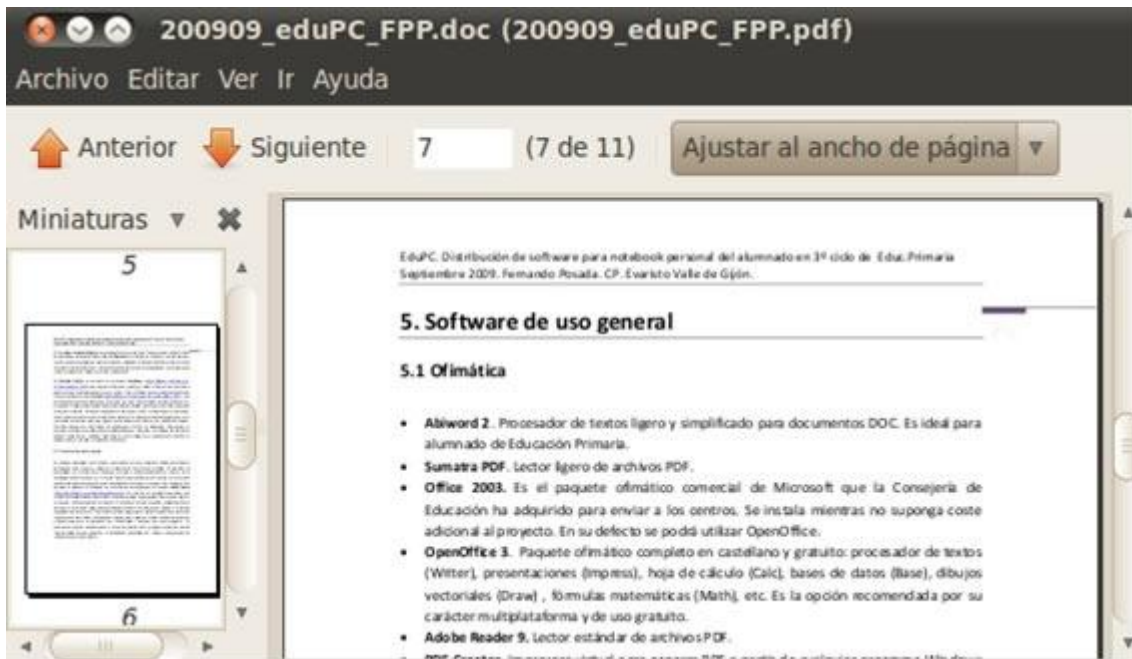 200909_eduPC_FPP.doc (200909_eduPC_FPP.pdf)
Archivo Editar Ver Ir Ayuda
Anterior Siguiente 7 (7 de 11) Ajustar al ancho de página
Miniaturas
5
6
EduPC. Distribución de software para notebook personal del alumnado en 3º ciclo de Educ.Primaria
Septiembre 2009. Fernando Posada. CP. Evaristo Valle de Gijón.
5. Software de uso general
5.1 Ofimática
• Abiword 2. Procesador de textos ligero y simplificado para documentos DOC. Es ideal para
alumnado de Educación Primaria.
• Sumatra PDF. Lector ligero de archivos PDF.
• Office 2003. Es el paquete ofimático comercial de Microsoft que la Consejería de
Educación ha adquirido para enviar a los centros. Se instala mientras no suponga coste
adicional al proyecto. En su defecto se podrá utilizar OpenOffice.
• OpenOffice 3. Paquete ofimático completo en castellano y gratuito: procesador de textos
(Witter), presentaciones (Impress), hoja de cálculo (Calc), bases de datos (Base), dibujos
vectoriales (Draw) , fórmulas matemáticas (Math), etc. Es la opción recomendada por su
carácter multiplataforma y de uso gratuito.
• Adobe Reader 9. Lector estándar de archivos PDF.